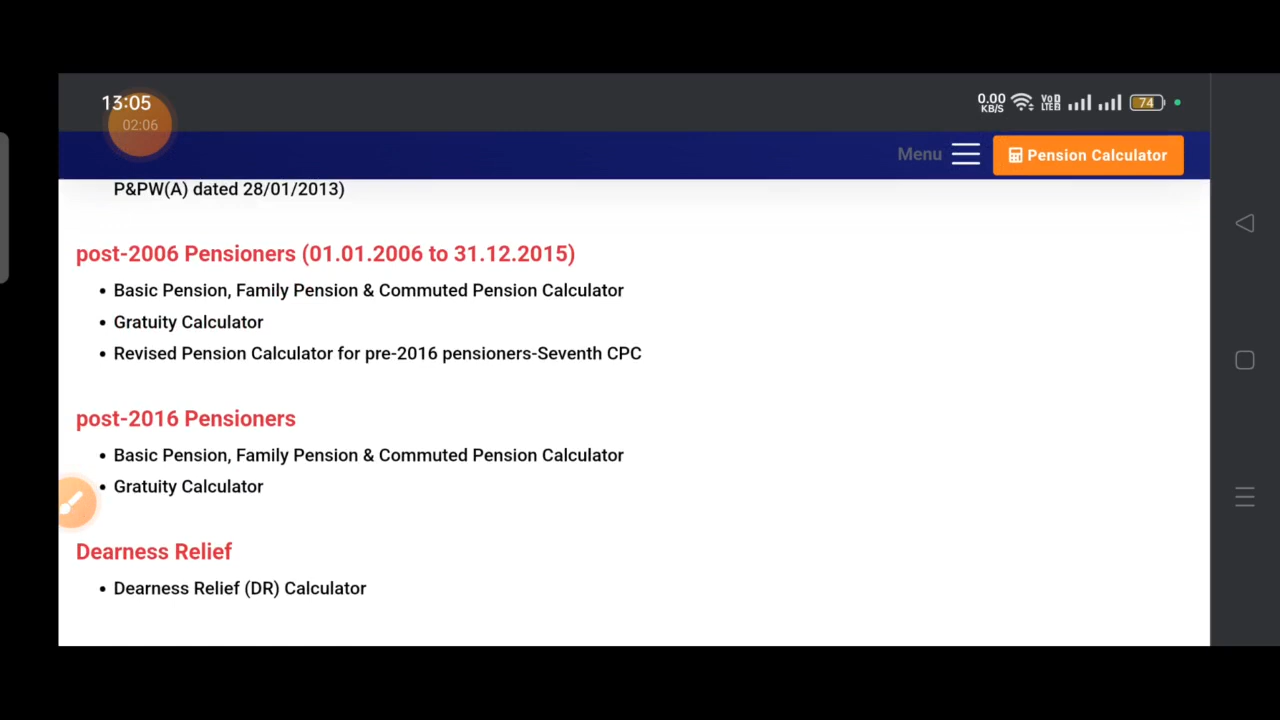 13:05
02:06
0.00
KB/S
VoD
LTE2
74
Menu
Pension Calculator
P&PW(A) dated 28/01/2013)
post-2006 Pensioners (01.01.2006 to 31.12.2015)
• Basic Pension, Family Pension & Commuted Pension Calculator
• Gratuity Calculator
• Revised Pension Calculator for pre-2016 pensioners-Seventh CPC
post-2016 Pensioners
• Basic Pension, Family Pension & Commuted Pension Calculator
• Gratuity Calculator
Dearness Relief
• Dearness Relief (DR) Calculator